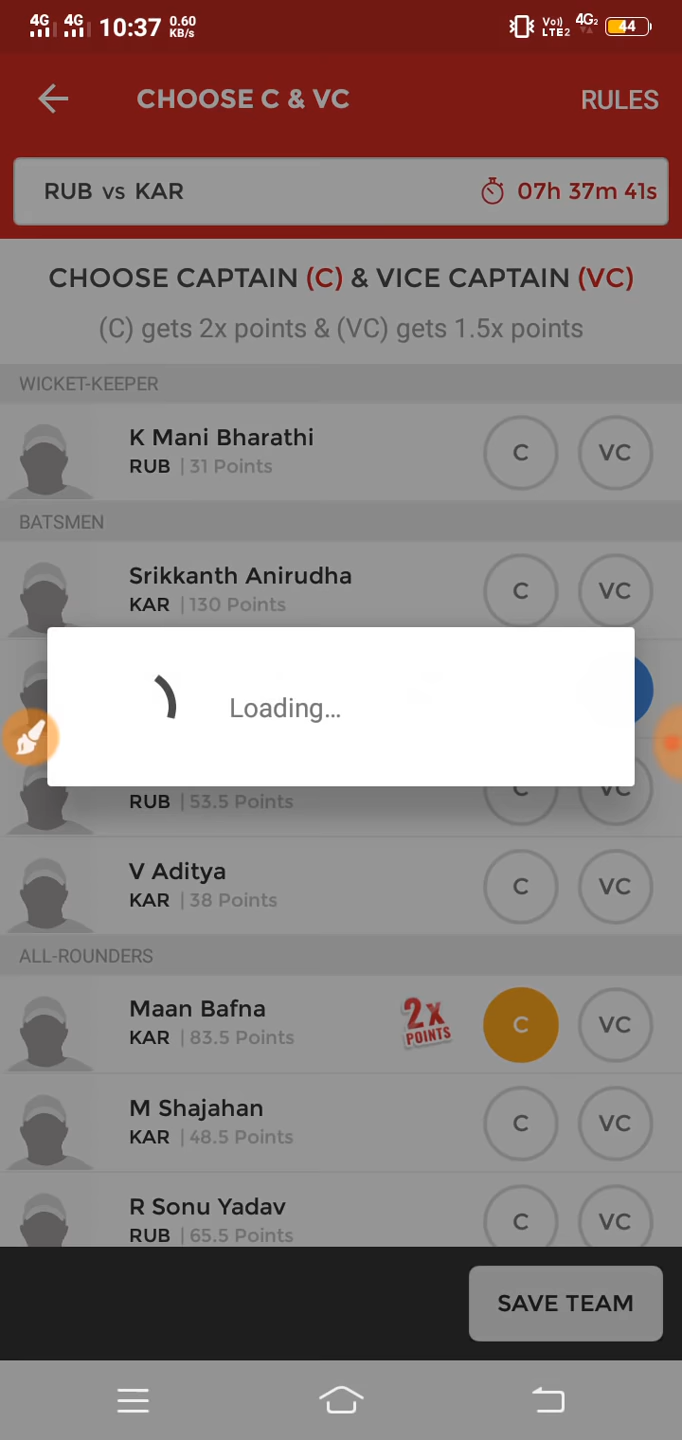 4G 4G 10:37 0.60 KB/s Vo)) LTE2 4G2 44
CHOOSE C & VC RULES
RUB vs KAR 07h 37m 41s
CHOOSE CAPTAIN (C) & VICE CAPTAIN (VC)
(C) gets 2x points & (VC) gets 1.5x points
WICKET-KEEPER
K Mani Bharathi
RUB | 31 Points C VC
BATSMEN
Srikkanth Anirudha
KAR | 130 Points C VC
Loading...
RUB | 53.5 Points C VC
V Aditya
KAR | 38 Points C VC
ALL-ROUNDERS
Maan Bafna
KAR | 83.5 Points 2X POINTS C VC
M Shajahan
KAR | 48.5 Points C VC
R Sonu Yadav
RUB | 65.5 Points C VC
SAVE TEAM